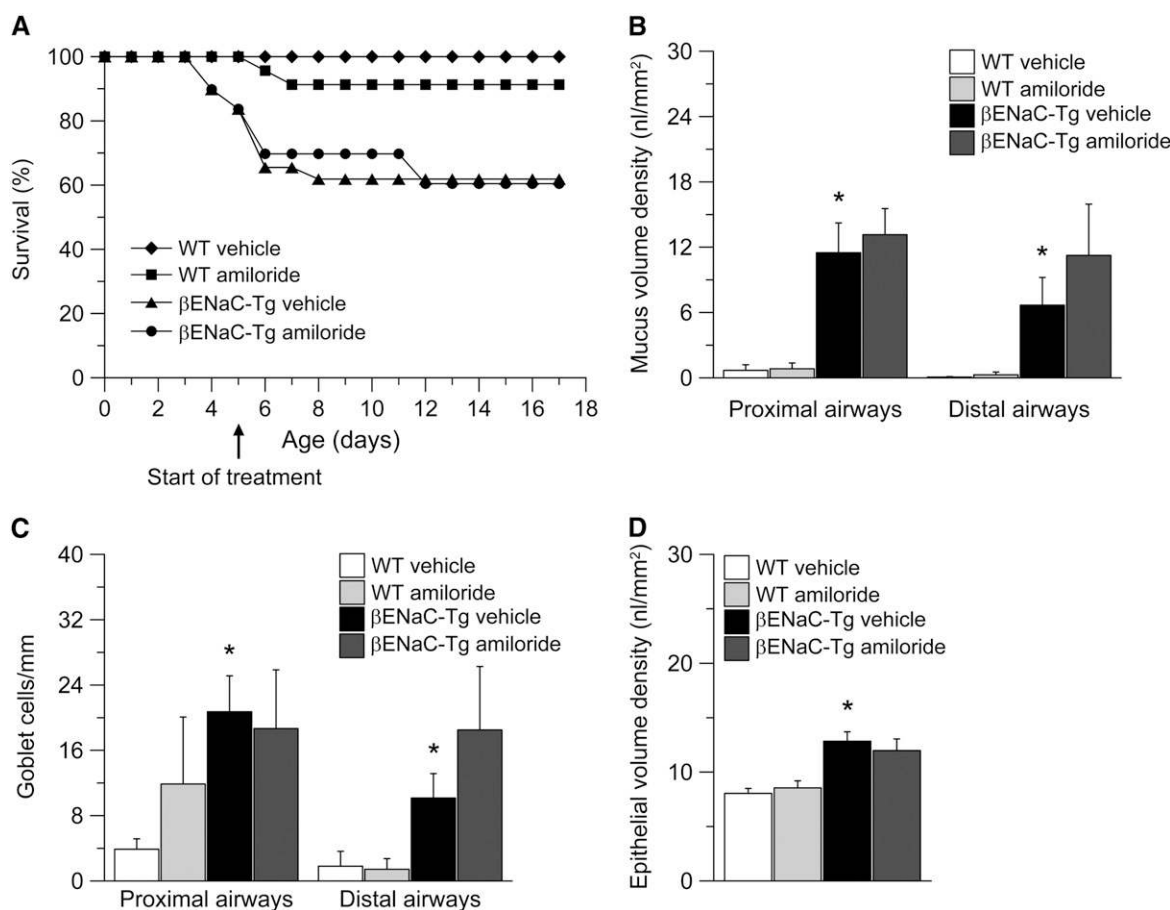 A
100
80
60
40
20
0
Survival (%)
WT vehicle
WT amiloride
βENaC-Tg vehicle
βENaC-Tg amiloride
0 2 4 6 8 10 12 14 16 18
Age (days)
Start of treatment
B
30
24
18
12
6
0
Mucus volume density (nl/mm²)
WT vehicle
WT amiloride
βENaC-Tg vehicle
βENaC-Tg amiloride
* *
Proximal airways Distal airways
C
40
32
24
16
8
0
Goblet cells/mm
WT vehicle
WT amiloride
βENaC-Tg vehicle
βENaC-Tg amiloride
* *
Proximal airways Distal airways
D
30
20
10
0
Epithelial volume density (nl/mm²)
WT vehicle
WT amiloride
βENaC-Tg vehicle
βENaC-Tg amiloride
*